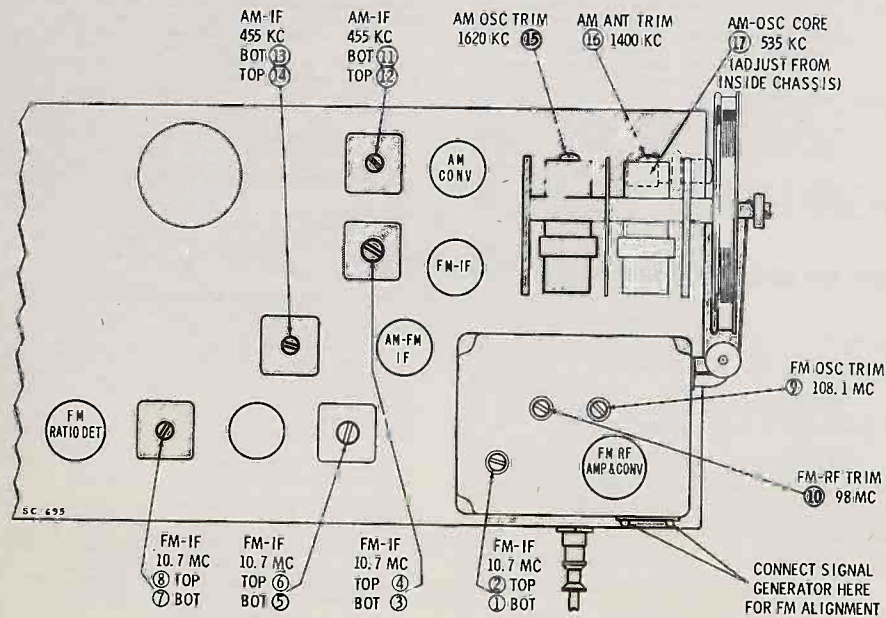 AM-IF
455 KC
BOT ⑬
TOP ⑭
AM-IF
455 KC
BOT ⑪
TOP ⑫
AM OSC TRIM
1620 KC ⑮
AM ANT TRIM
⑯ 1400 KC
AM-OSC CORE
⑰ 535 KC
(ADJUST FROM
INSIDE CHASSIS)
AM
CONV
FM-IF
AM-FM
IF
FM
RATIO DET
FM RF
AMP & CONV
FM OSC TRIM
⑨ 108.1 MC
FM-RF TRIM
⑩ 98 MC
SC 695
FM-IF
10.7 MC
⑧ TOP
⑦ BOT
FM-IF
10.7 MC
TOP ⑥
BOT ⑤
FM-IF
10.7 MC
TOP ④
BOT ③
FM-IF
10.7 MC
② TOP
① BOT
CONNECT SIGNAL
GENERATOR HERE
FOR FM ALIGNMENT